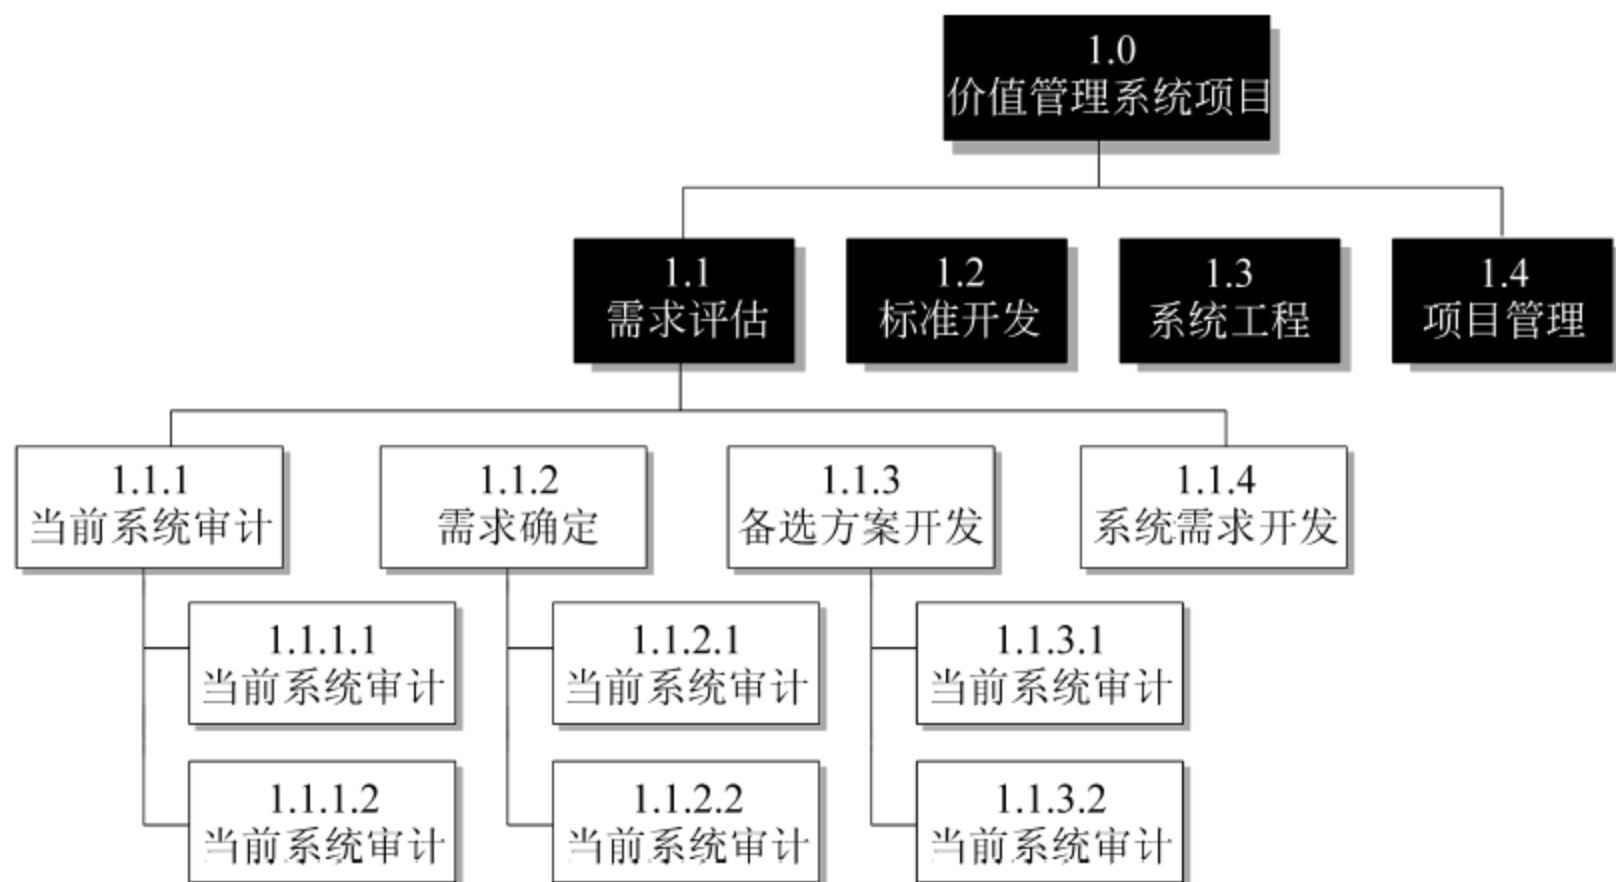 1.0
价值管理系统项目
1.1
需求评估
1.2
标准开发
1.3
系统工程
1.4
项目管理
1.1.1
当前系统审计
1.1.2
需求确定
1.1.3
备选方案开发
1.1.4
系统需求开发
1.1.1.1
当前系统审计
1.1.2.1
当前系统审计
1.1.3.1
当前系统审计
1.1.1.2
当前系统审计
1.1.2.2
当前系统审计
1.1.3.2
当前系统审计